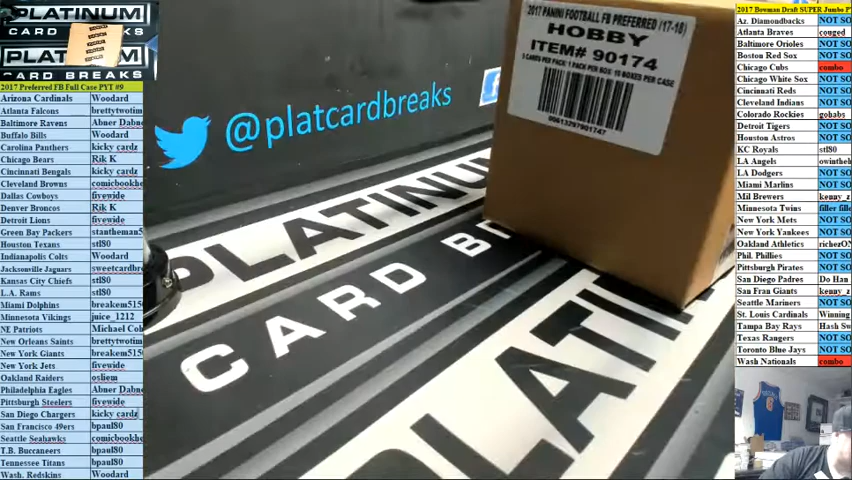 PLATINUM
CARD BREAKS
PLATINUM
CARD BREAKS
2017 Preferred FB Full Case PYT #9
Arizona Cardinals Woodard
Atlanta Falcons brettytwotim
Baltimore Ravens Abner Dabne
Buffalo Bills Woodard
Carolina Panthers kicky cardz
Chicago Bears Rik K
Cincinnati Bengals kicky cardz
Cleveland Browns comicbookhe
Dallas Cowboys fivewide
Denver Broncos Rik K
Detroit Lions fivewide
Green Bay Packers stantheman5
Houston Texans stl80
Indianapolis Colts Woodard
Jacksonville Jaguars sweetcardbre
Kansas City Chiefs stl80
L.A. Rams stl80
Miami Dolphins breakem515
Minnesota Vikings juice_1212
NE Patriots Michael Col
New Orleans Saints brettytwotim
New York Giants breakem515
New York Jets fivewide
Oakland Raiders osliem
Philadelphia Eagles Abner Dabne
Pittsburgh Steelers fivewide
San Diego Chargers kicky cardz
San Francisco 49ers bpaul80
Seattle Seahawks comicbookhe
T.B. Buccaneers bpaul80
Tennessee Titans bpaul80
Wash. Redskins Woodard
@platcardbreaks
PLATINUM
CARD BR
PLATIN
2017 PANINI FOOTBALL FB PREFERRED (17-18)
HOBBY
ITEM# 90174
10 BOXES PER CASE
2017 Bowman Draft SUPER Jumbo PY
Az. Diamondbacks NOT SO
Atlanta Braves couged
Baltimore Orioles NOT SO
Boston Red Sox NOT SO
Chicago Cubs combo
Chicago White Sox NOT SO
Cincinnati Reds NOT SO
Cleveland Indians NOT SO
Colorado Rockies gohabs
Detroit Tigers NOT SO
Houston Astros NOT SO
KC Royals stl80
LA Angels owinthel
LA Dodgers NOT SO
Miami Marlins NOT SO
Mil Brewers kenny_z
Minnesota Twins filler fille
New York Mets NOT SO
New York Yankees NOT SO
Oakland Athletics richerON
Phil. Phillies NOT SO
Pittsburgh Pirates NOT SO
San Diego Padres Do Han
San Fran Giants kenny_z
Seattle Mariners NOT SO
St. Louis Cardinals Winning
Tampa Bay Rays Hash Sw
Texas Rangers NOT SO
Toronto Blue Jays NOT SO
Wash Nationals combo